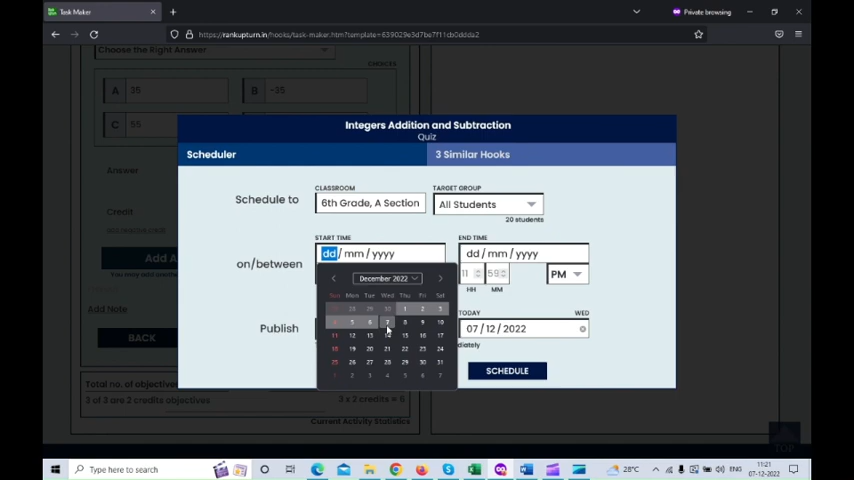 Task Maker
Private browsing
https://rankupturn.in/hooks/task-maker.htm?template=639029e3d7be7f11cb0ddda2
Choose the Right Answer
CHOICES
A 35 B -35
C 55
Answer
Credit
Add Note
BACK
Total no. of objectives
3 of 3 are 2 credits objectives 3 x 2 credits = 6
Current Activity Statistics
TOP
Integers Addition and Subtraction
Quiz
Scheduler 3 Similar Hooks
CLASSROOM TARGET GROUP
Schedule to 6th Grade, A Section All Students
20 students
START TIME END TIME
on/between dd / mm / yyyy dd / mm / yyyy
11 59 PM
HH MM
December 2022
Sun Mon Tue Wed Thu Fri Sat
27 28 29 30 1 2 3
4 5 6 7 8 9 10
11 12 13 14 15 16 17
18 19 20 21 22 23 24
25 26 27 28 29 30 31
1 2 3 4 5 6 7
TODAY WED
Publish 07 / 12 / 2022
SCHEDULE
Type here to search
28°C
ENG
11:21
07-12-2022